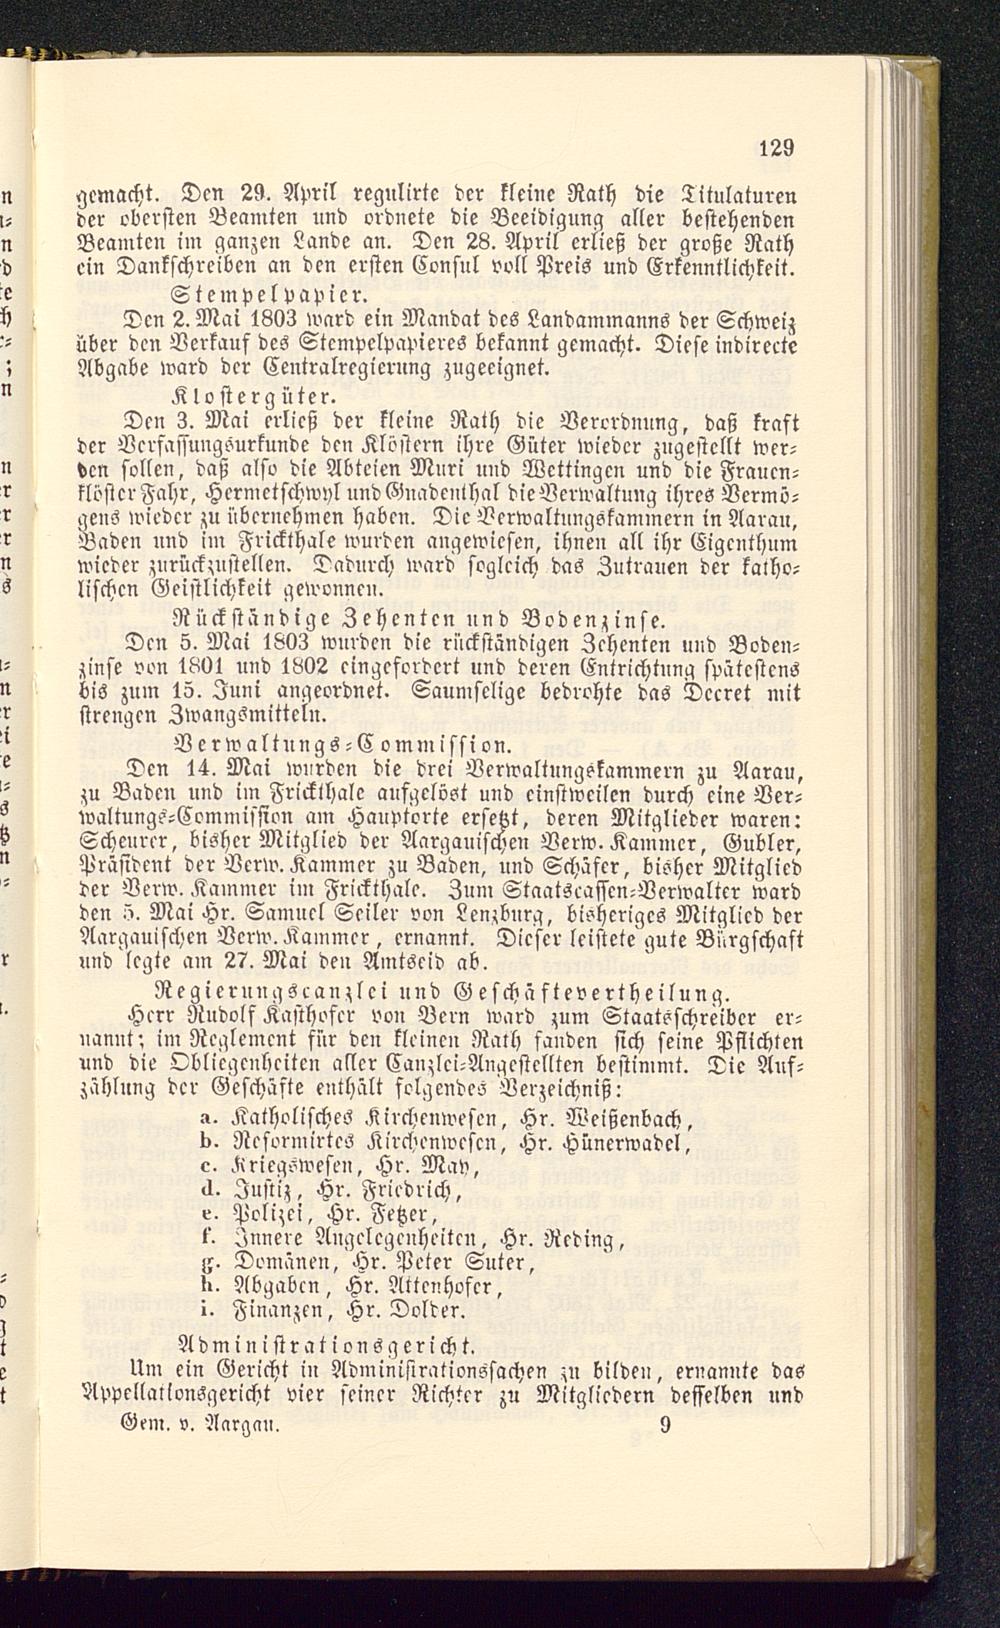 129
gemacht. Den 29. April regulirte der kleine Rath die Titulaturen
der obersten Beamten und ordnete die Beeidigung aller bestehenden
Beamten im ganzen Lande an. Den 28. April erließ der große Rath
ein Dankschreiben an den ersten Consul voll Preis und Erkenntlichkeit.
Stempelpapier.
Den 2. Mai 1803 ward ein Mandat des Landammanns der Schweiz
über den Verkauf des Stempelpapieres bekannt gemacht. Diese indirecte
Abgabe ward der Centralregierung zugeeignet.
Klostergüter.
Den 3. Mai erließ der kleine Rath die Verordnung, daß kraft
der Verfassungsurkunde den Klöstern ihre Güter wieder zugestellt wer-
den sollen, daß also die Abteien Muri und Wettingen und die Frauen-
klöster Fahr, Hermetschwyl und Gnadenthal die Verwaltung ihres Vermö-
gens wieder zu übernehmen haben. Die Verwaltungskammern in Aarau,
Baden und im Frickthale wurden angewiesen, ihnen all ihr Eigenthum
wieder zurückzustellen. Dadurch ward sogleich das Zutrauen der katho-
lischen Geistlichkeit gewonnen.
Rückständige Zehenten und Bodenzinse.
Den 5. Mai 1803 wurden die rückständigen Zehenten und Boden-
zinse von 1801 und 1802 eingefordert und deren Entrichtung spätestens
bis zum 15. Juni angeordnet. Saumselige bedrohte das Decret mit
strengen Zwangsmitteln.
Verwaltungs-Commission.
Den 14. Mai wurden die drei Verwaltungskammern zu Aarau,
zu Baden und im Frickthale aufgelöst und einstweilen durch eine Ver-
waltungs-Commission am Hauptorte ersetzt, deren Mitglieder waren:
Scheurer, bisher Mitglied der Aargauischen Verw. Kammer, Gubler,
Präsident der Verw. Kammer zu Baden, und Schäfer, bisher Mitglied
der Verw. Kammer im Frickthale. Zum Staatscassen-Verwalter ward
den 5. Mai Hr. Samuel Seiler von Lenzburg, bisheriges Mitglied der
Aargauischen Verw. Kammer, ernannt. Dieser leistete gute Bürgschaft
und legte am 27. Mai den Amtseid ab.
Regierungscanzlei und Geschäftevertheilung.
Herr Rudolf Kasthofer von Bern ward zum Staatsschreiber er-
nannt; im Reglement für den kleinen Rath fanden sich seine Pflichten
und die Obliegenheiten aller Canzlei-Angestellten bestimmt. Die Auf-
zählung der Geschäfte enthält folgendes Verzeichniß:
a. Katholisches Kirchenwesen, Hr. Weißenbach,
b. Reformirtes Kirchenwesen, Hr. Hünerwadel,
c. Kriegswesen, Hr. May,
d. Justiz, Hr. Friedrich,
e. Polizei, Hr. Fetzer,
f. Innere Angelegenheiten, Hr. Reding,
g. Domänen, Hr. Peter Suter,
h. Abgaben, Hr. Attenhofer,
i. Finanzen, Hr. Dolder.
Administrationsgericht.
Um ein Gericht in Administrationssachen zu bilden, ernannte das
Appellationsgericht vier seiner Richter zu Mitgliedern desselben und
Gem. v. Aargau. 9